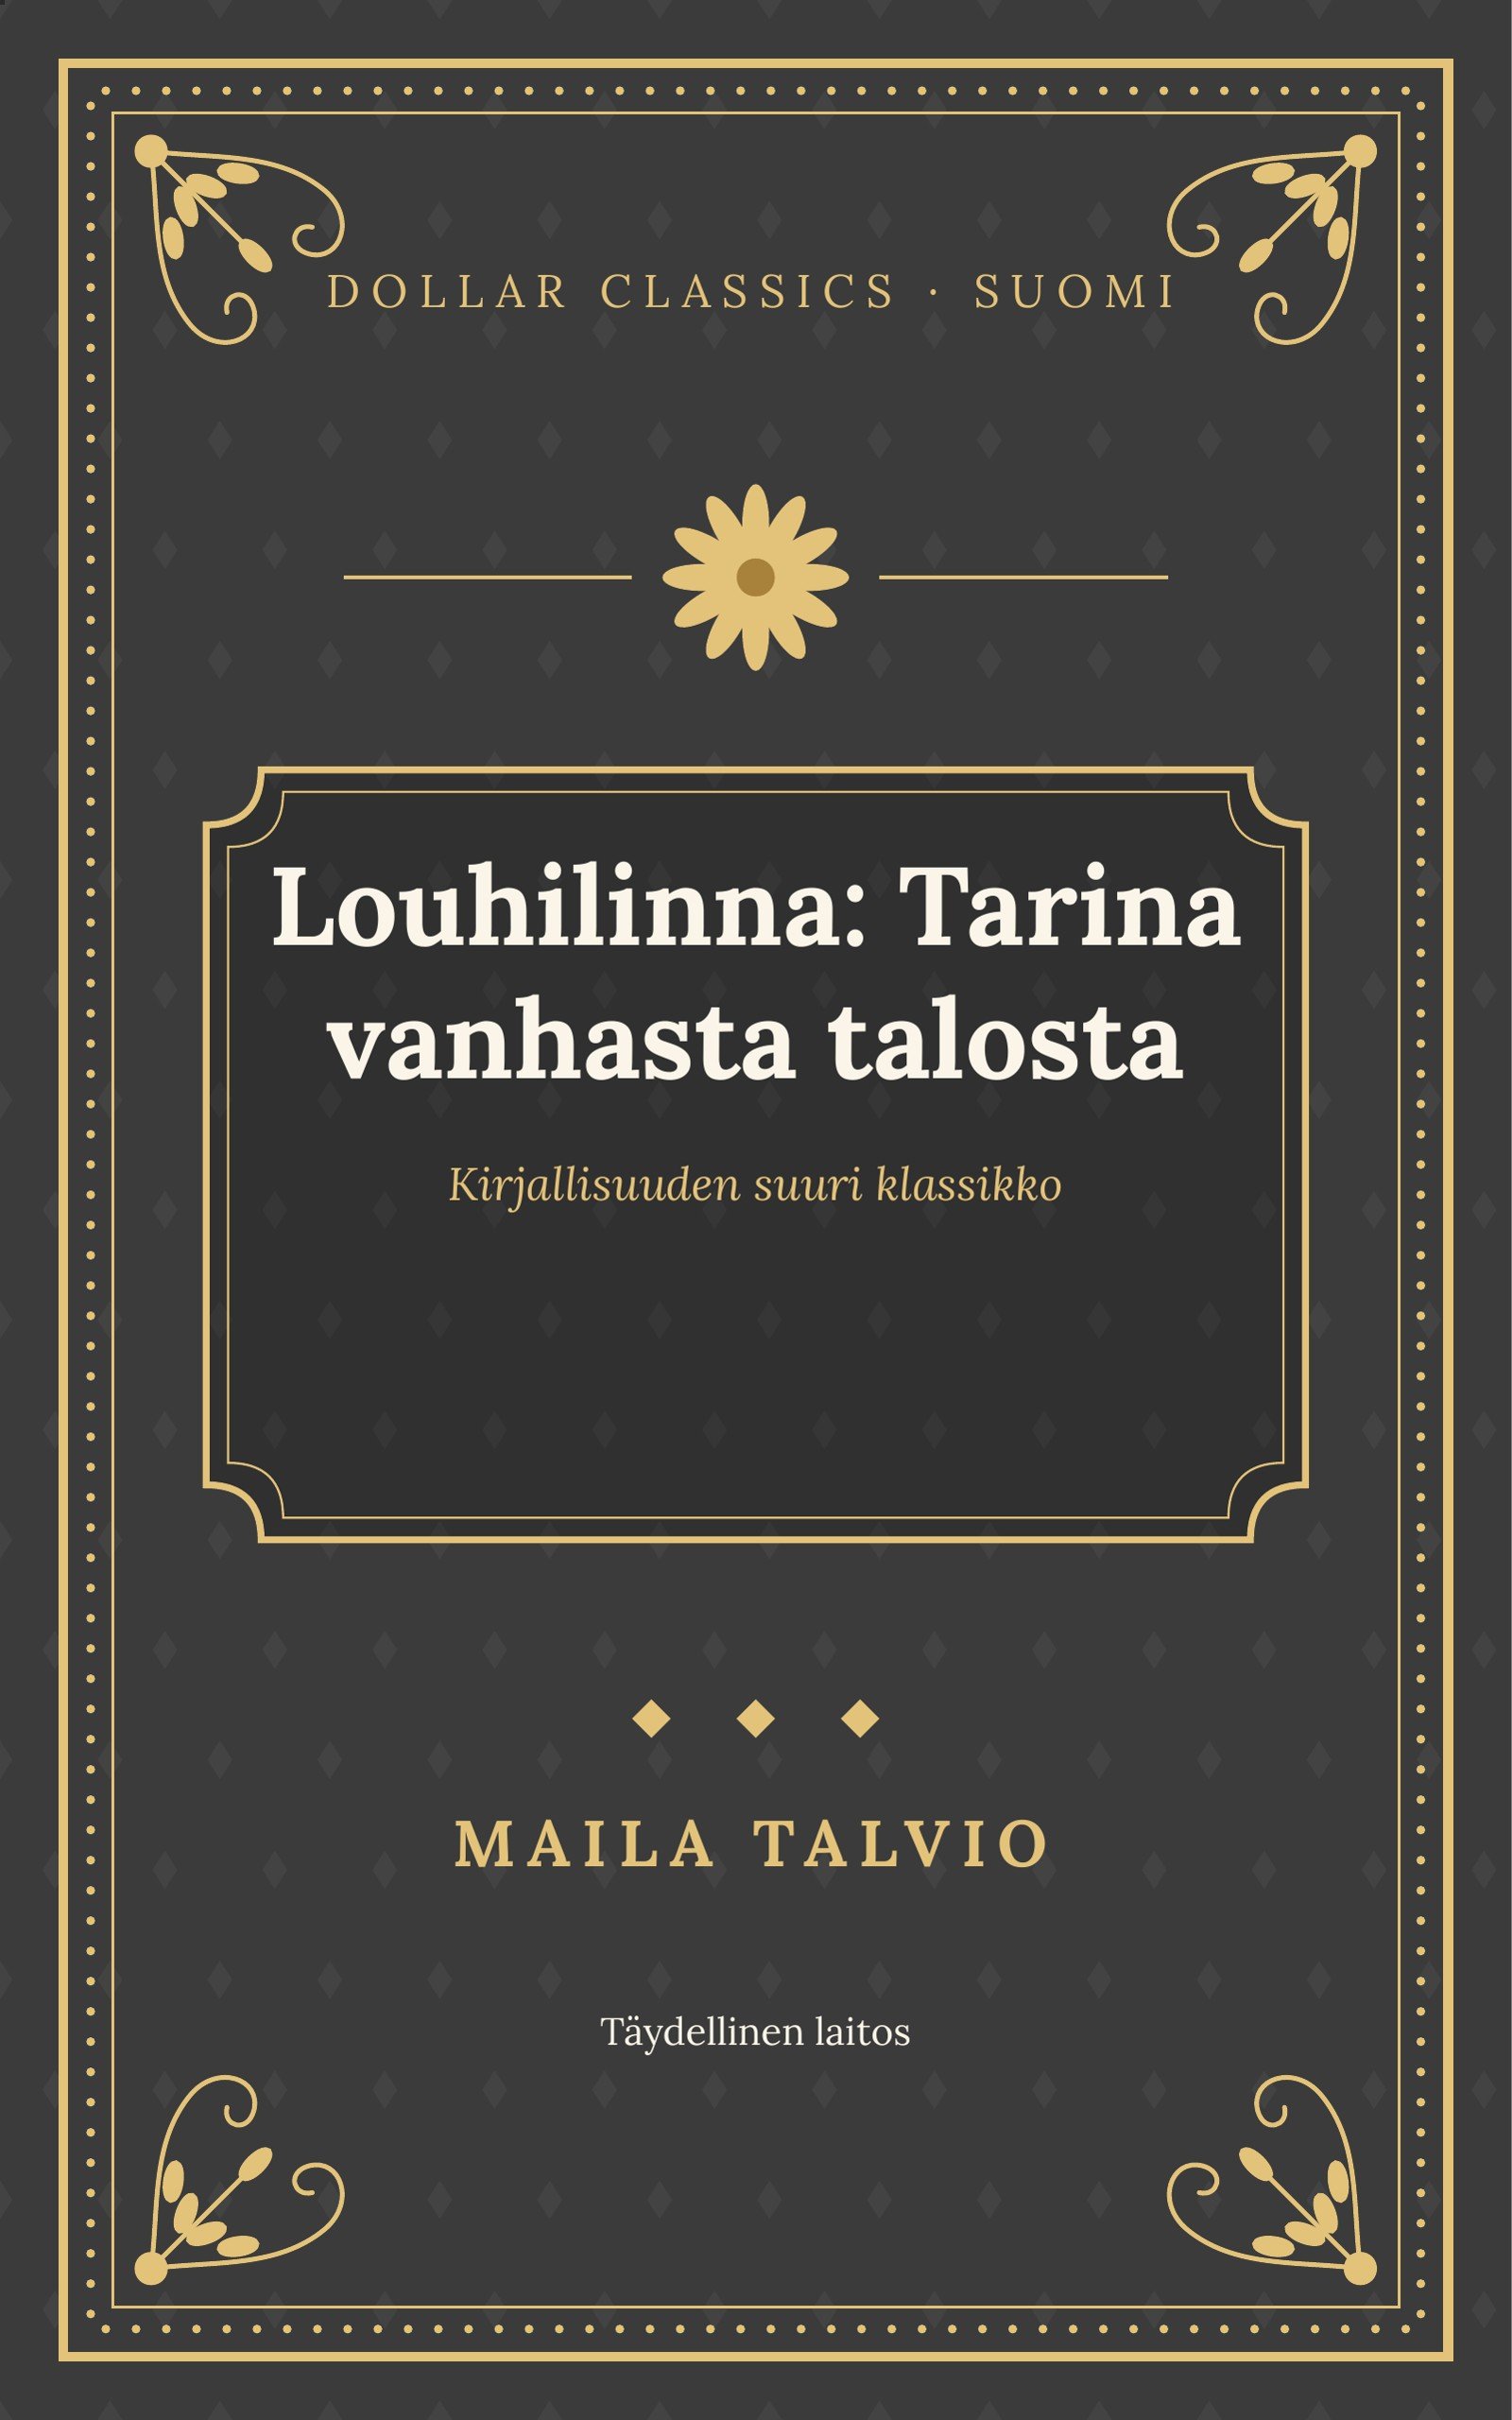 DOLLAR CLASSICS · SUOMI
Louhilinna: Tarina
vanhasta talosta
Kirjallisuuden suuri klassikko
MAILA TALVIO
Täydellinen laitos